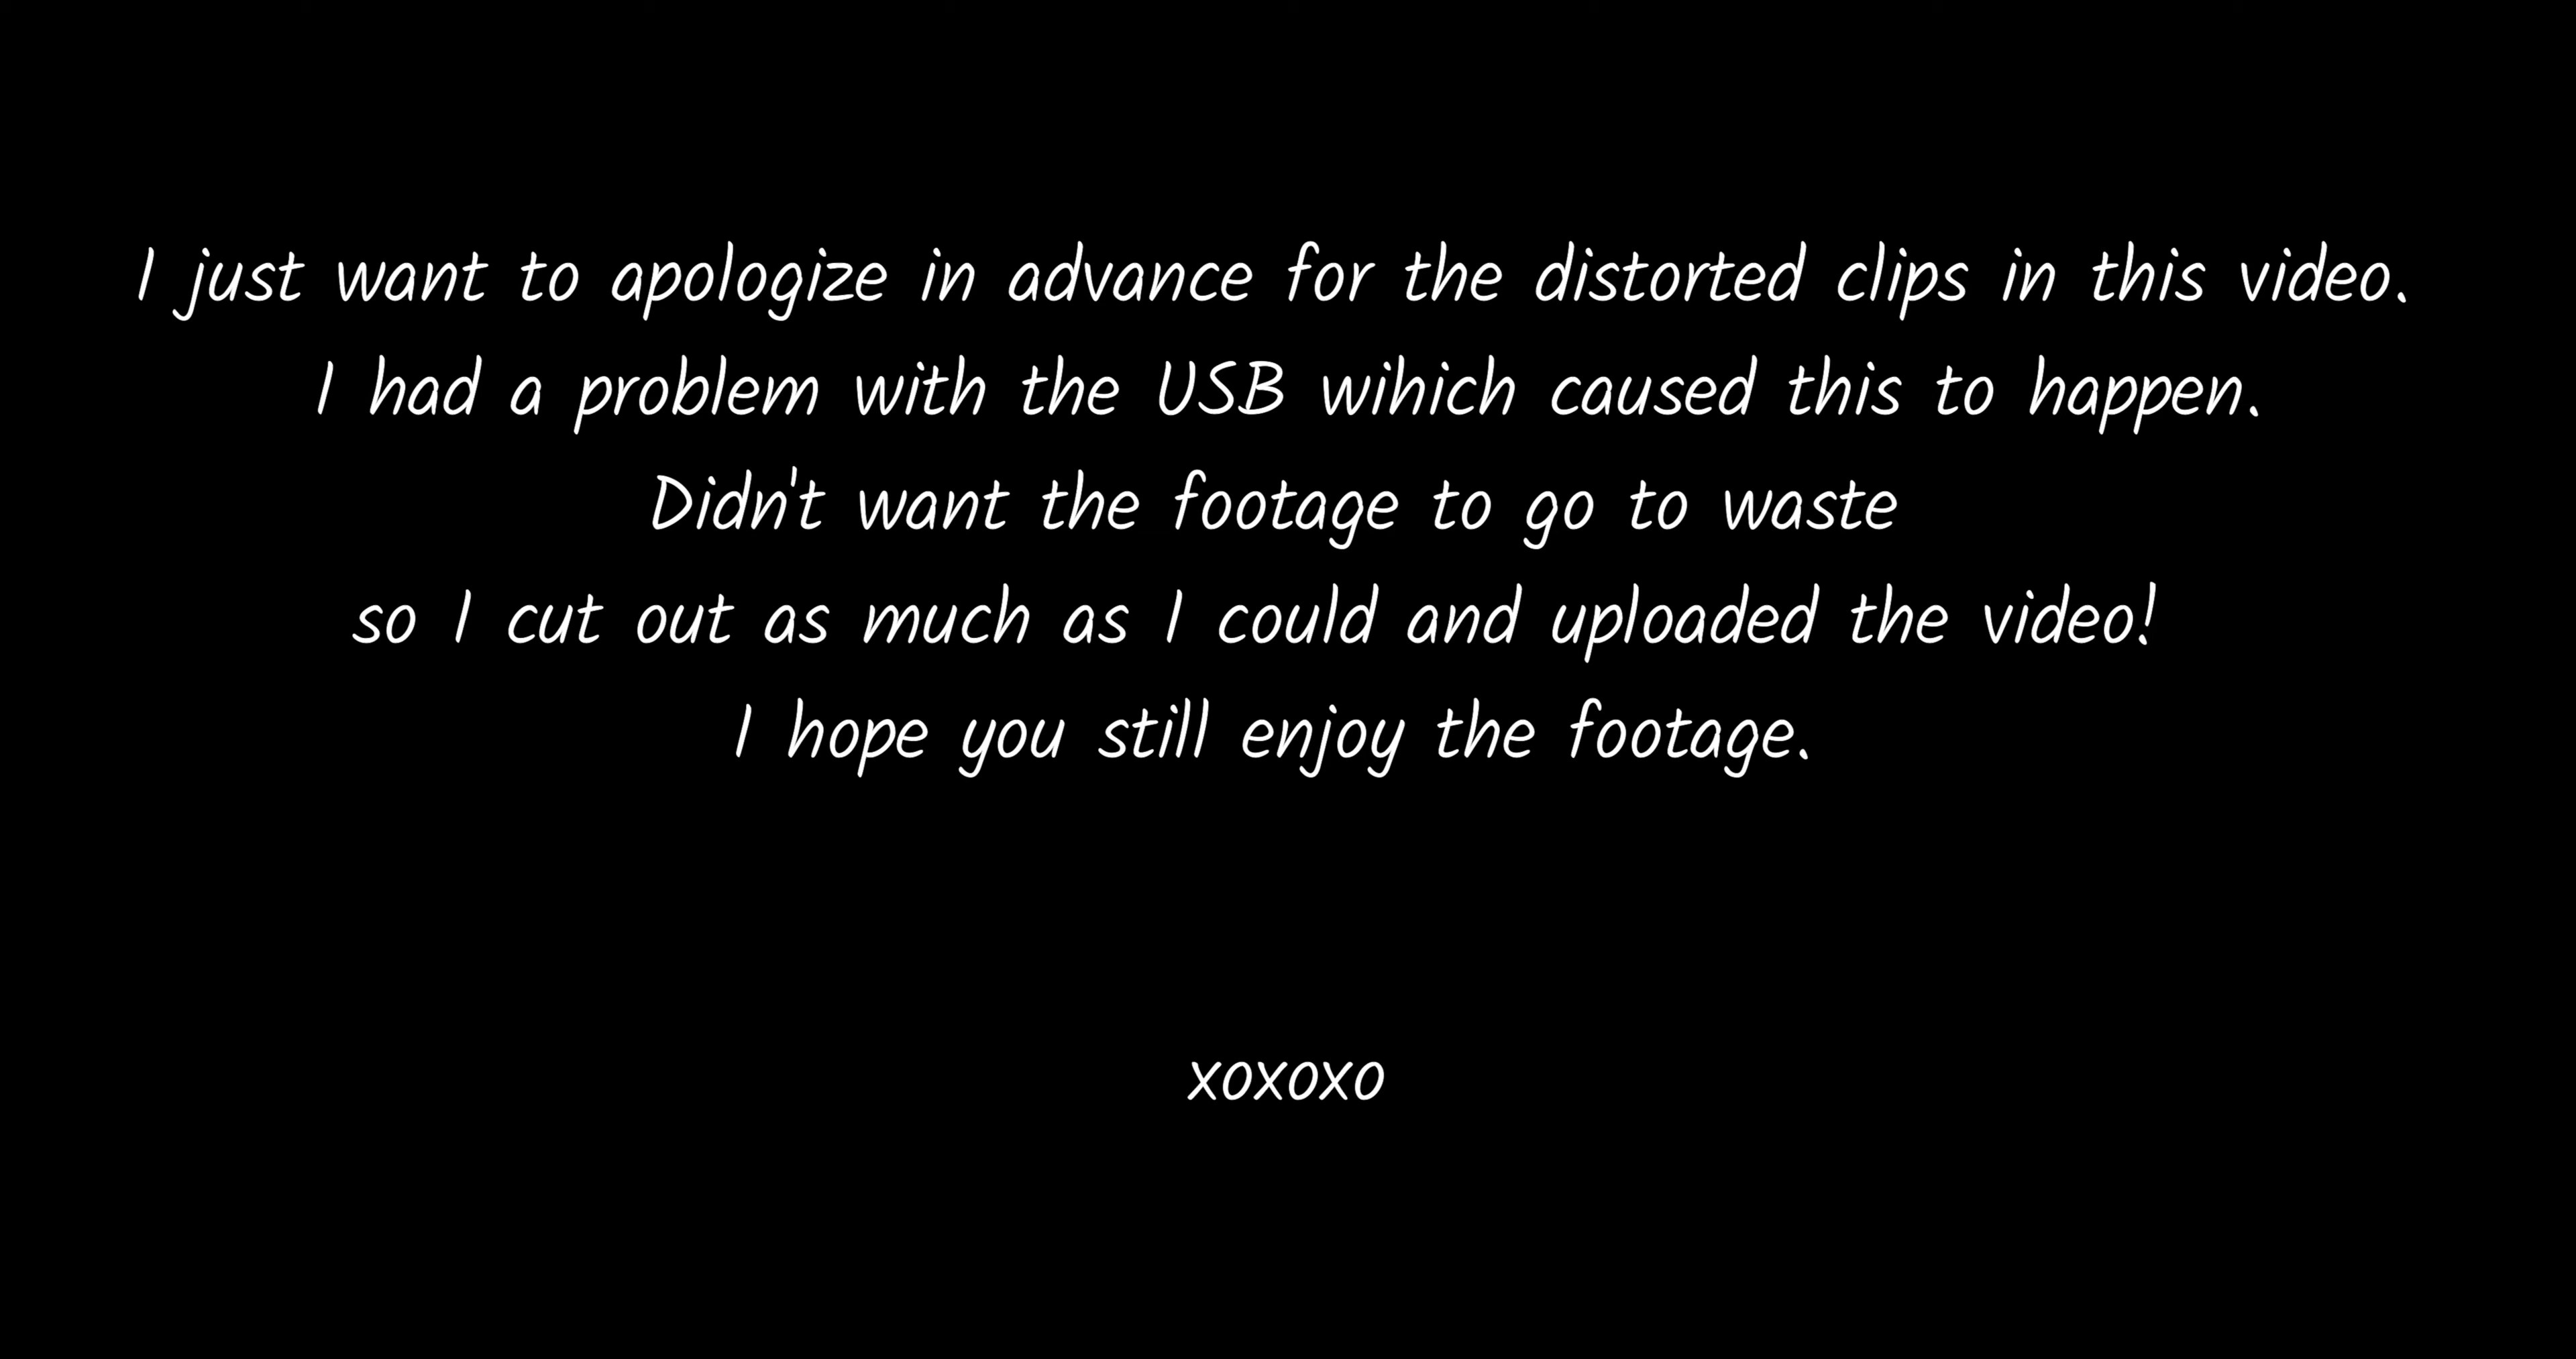 I just want to apologize in advance for the distorted clips in this video.
I had a problem with the USB wihich caused this to happen.
Didn't want the footage to go to waste
so I cut out as much as I could and uploaded the video!
I hope you still enjoy the footage.
xoxoxo